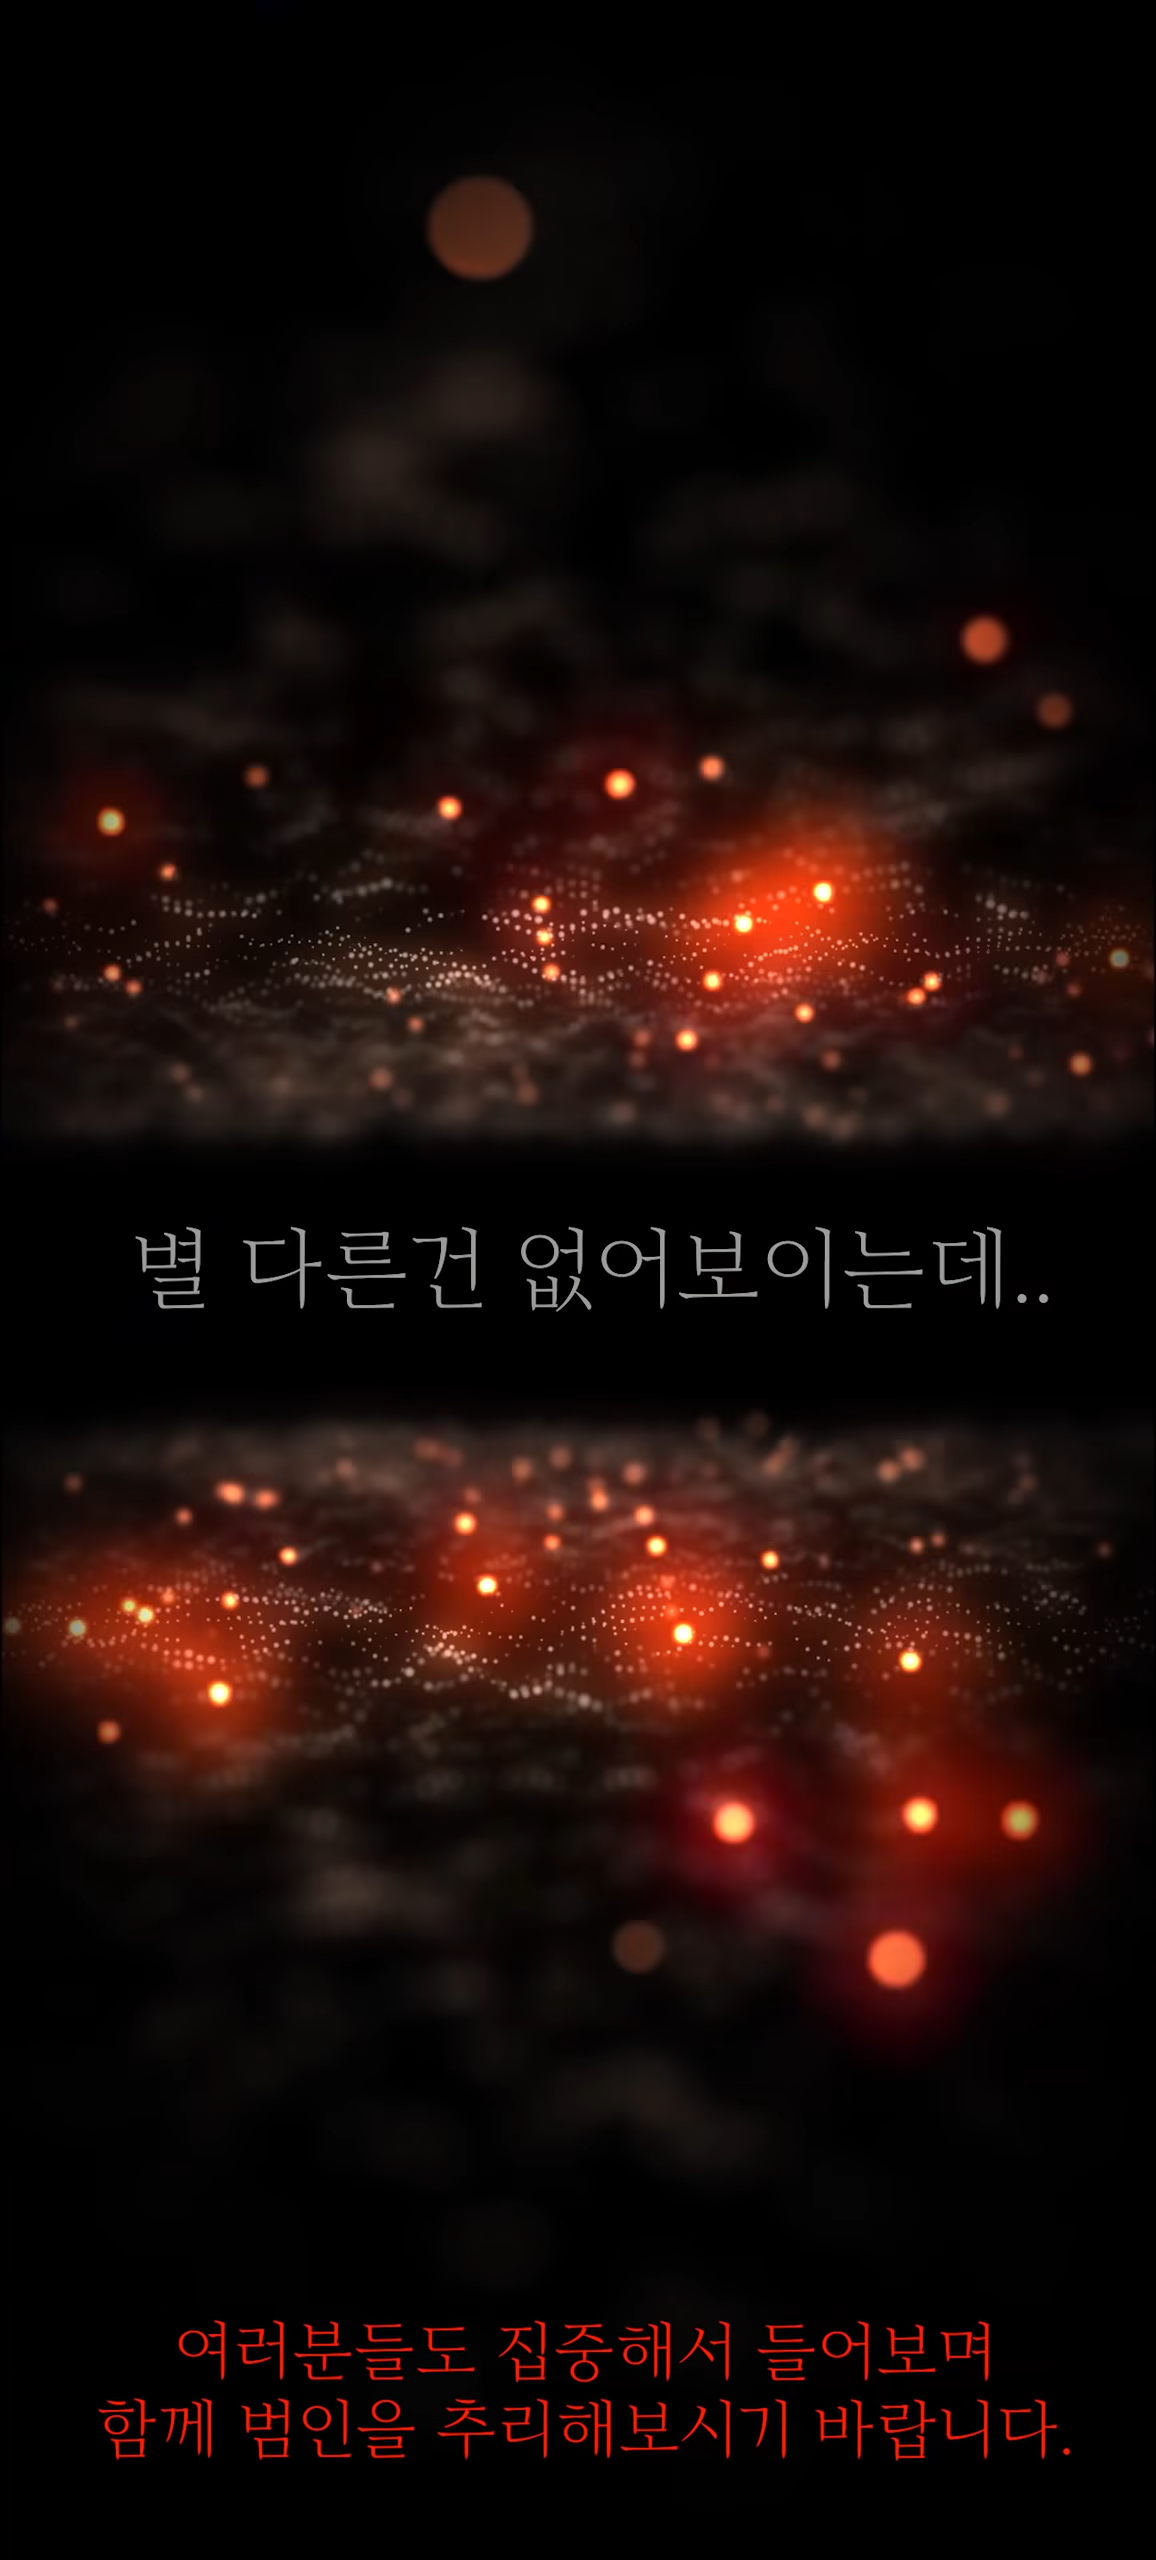 별 다른건 없어보이는데..
여러분들도 집중해서 들어보며
함께 범인을 추리해보시기 바랍니다.